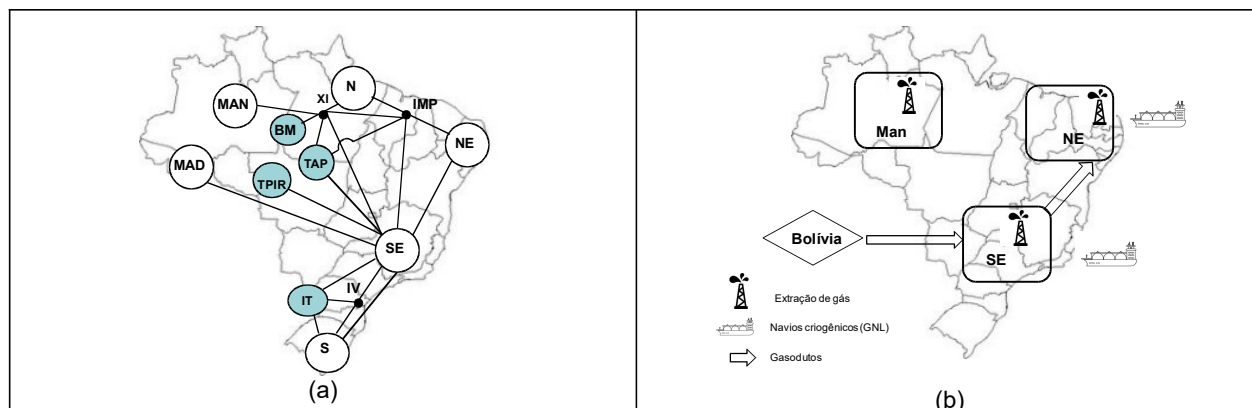 N
MAN
XI
IMP
BM
NE
TAP
MAD
TPIR
SE
IV
IT
S
(a)
Man
NE
Bolívia
SE
Extração de gás
Navios criogênicos (GNL)
Gasodutos
(b)